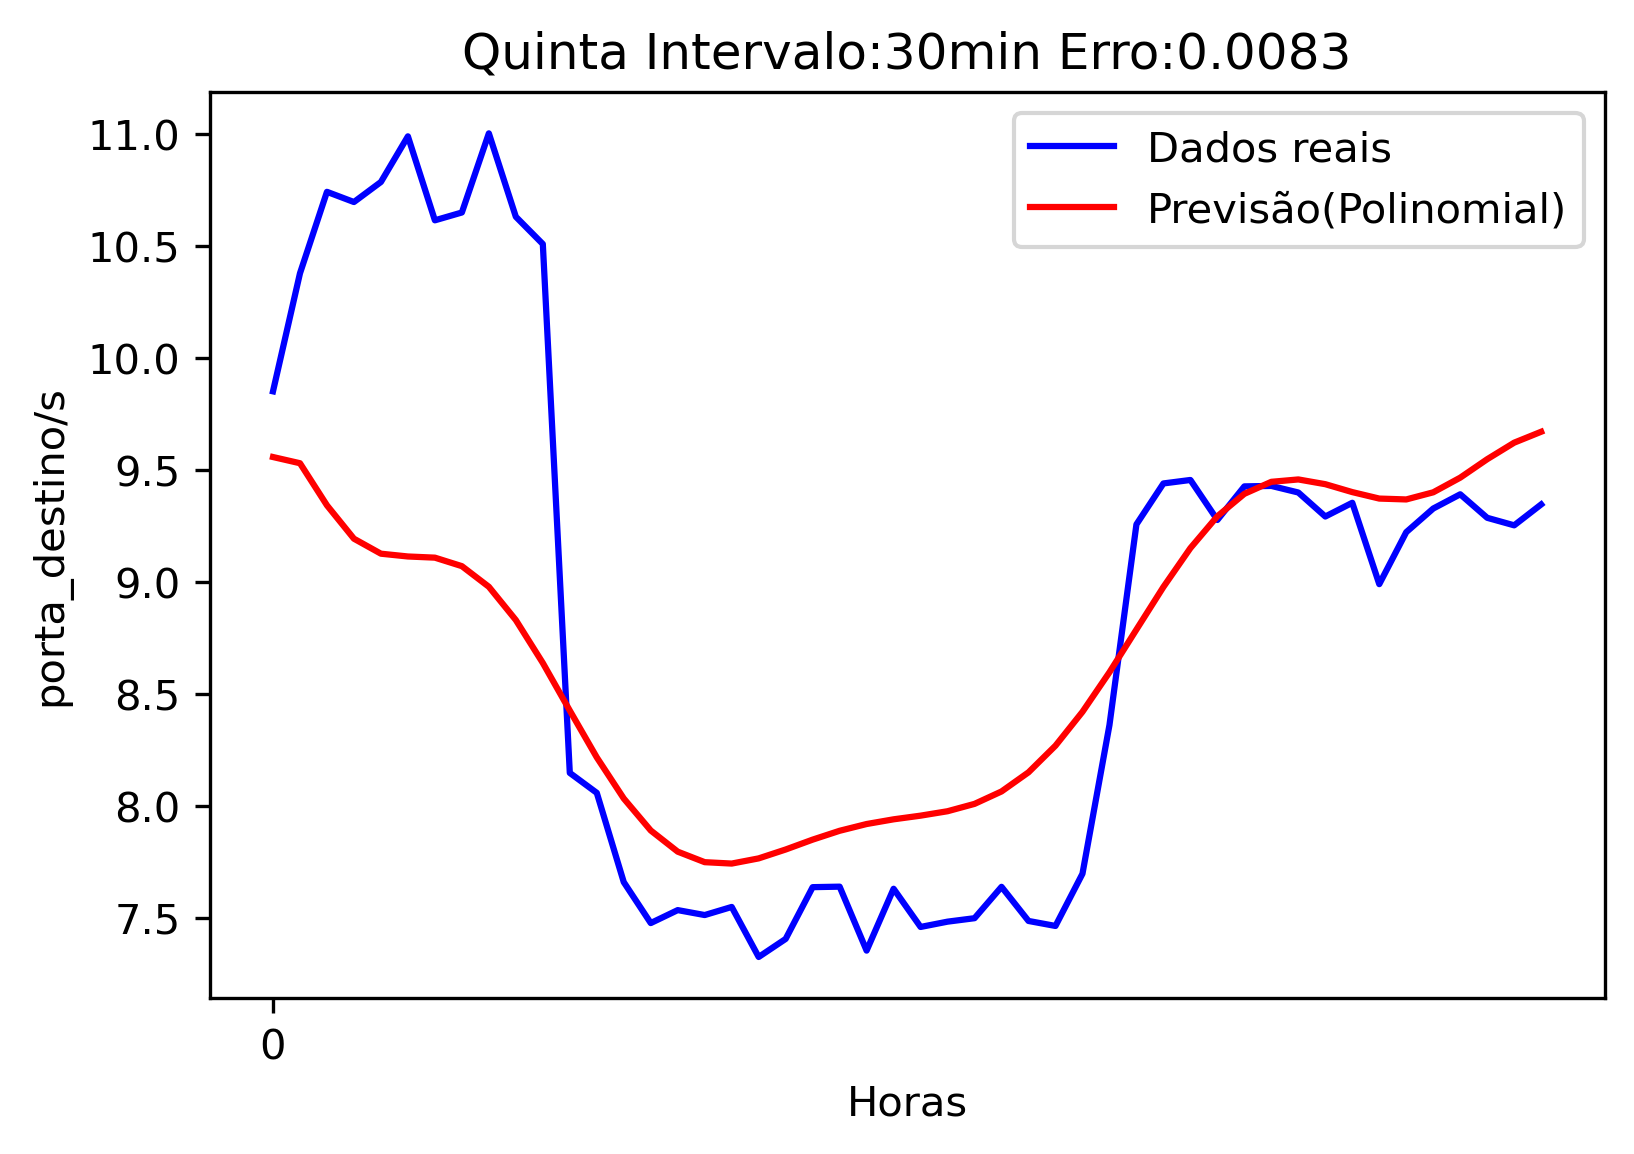 Quinta Intervalo:30min Erro:0.0083
Dados reais
Previsão(Polinomial)
11.0
10.5
10.0
9.5
9.0
8.5
8.0
7.5
porta_destino/s
0
Horas